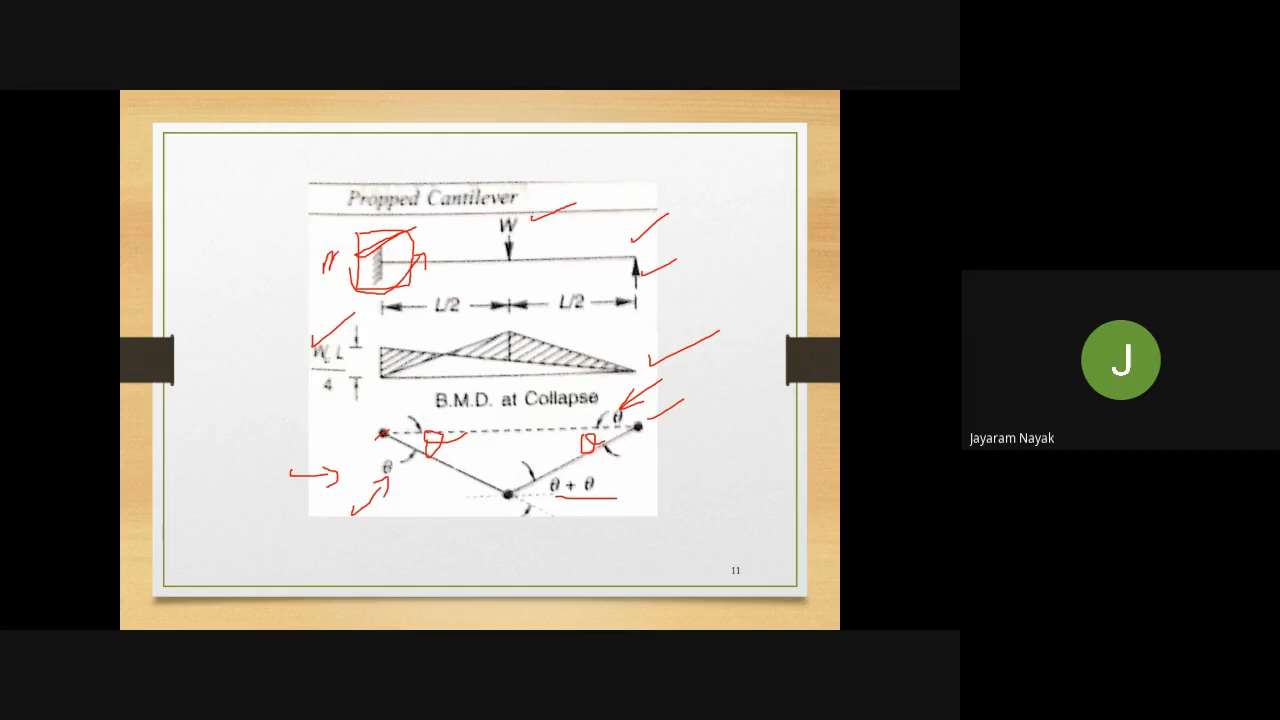 Propped Cantilever
W
L/2 L/2
W L
4
B.M.D. at Collapse
θ
θ θ
θ
θ + θ
11
J
Jayaram Nayak